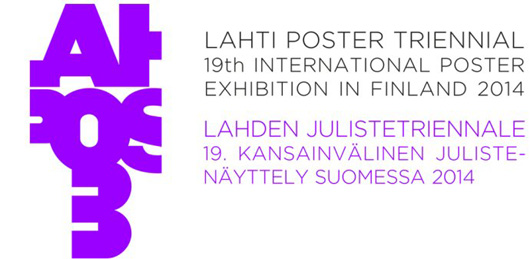 LAHTI POSTER TRIENNIAL
19th INTERNATIONAL POSTER
EXHIBITION IN FINLAND 2014
LAHDEN JULISTETRIENNALE
19. KANSAINVÄLINEN JULISTE-
NÄYTTELY SUOMESSA 2014